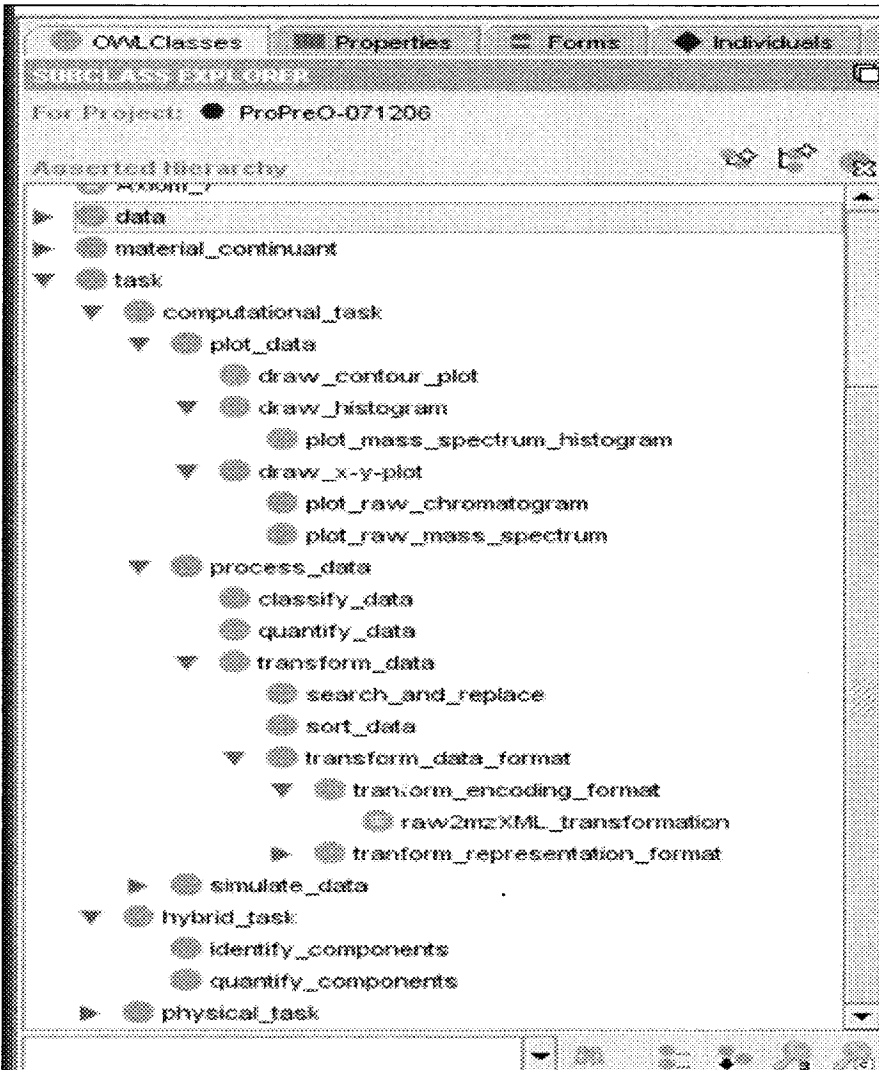 OWLClasses Properties Forms Individuals
SUBCLASS EXPLORER
For Project: ProPreO-071206
Asserted Hierarchy
data
material_continuant
task
computational_task
plot_data
draw_contour_plot
draw_histogram
plot_mass_spectrum_histogram
draw_x-y-plot
plot_raw_chromatogram
plot_raw_mass_spectrum
process_data
classify_data
quantify_data
transform_data
search_and_replace
sort_data
transform_data_format
tranform_encoding_format
raw2mzXML_transformation
tranform_representation_format
simulate_data
hybrid_task
identify_components
quantify_components
physical_task